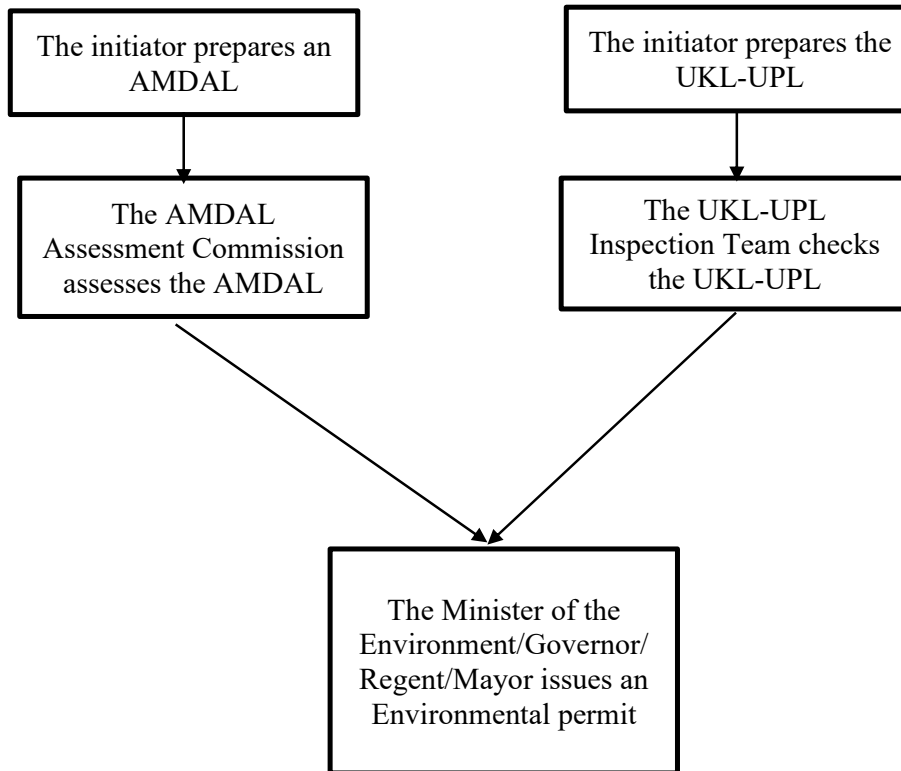 The initiator prepares an
AMDAL
The initiator prepares the
UKL-UPL
The AMDAL
Assessment Commission
assesses the AMDAL
The UKL-UPL
Inspection Team checks
the UKL-UPL
The Minister of the
Environment/Governor/
Regent/Mayor issues an
Environmental permit